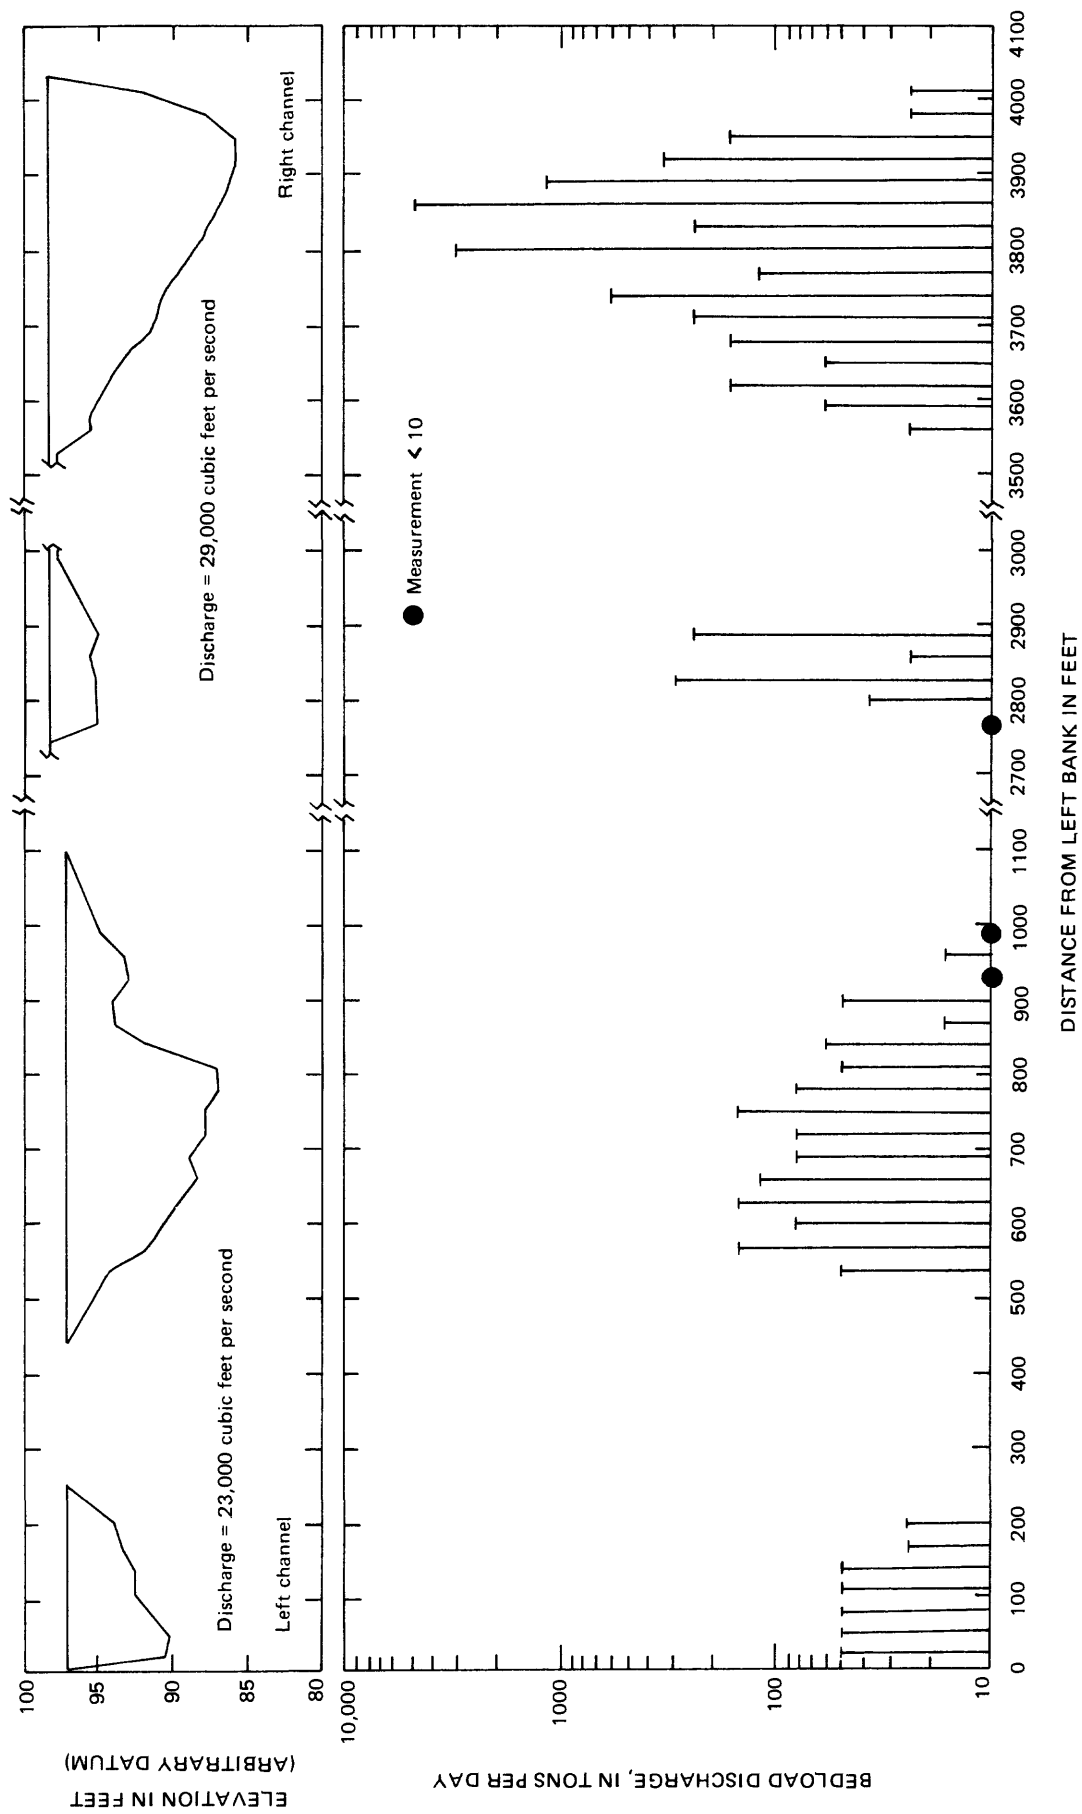 ELEVATION IN FEET
(ARBITRARY DATUM)
100
95
90
85
80
Discharge = 23,000 cubic feet per second
Left channel
Discharge = 29,000 cubic feet per second
Right channel
BEDLOAD DISCHARGE, IN TONS PER DAY
10,000
1000
100
10
Measurement < 10
0 100 200 300 400 500 600 700 800 900 1000 1100 2700 2800 2900 3000 3500 3600 3700 3800 3900 4000 4100
DISTANCE FROM LEFT BANK IN FEET